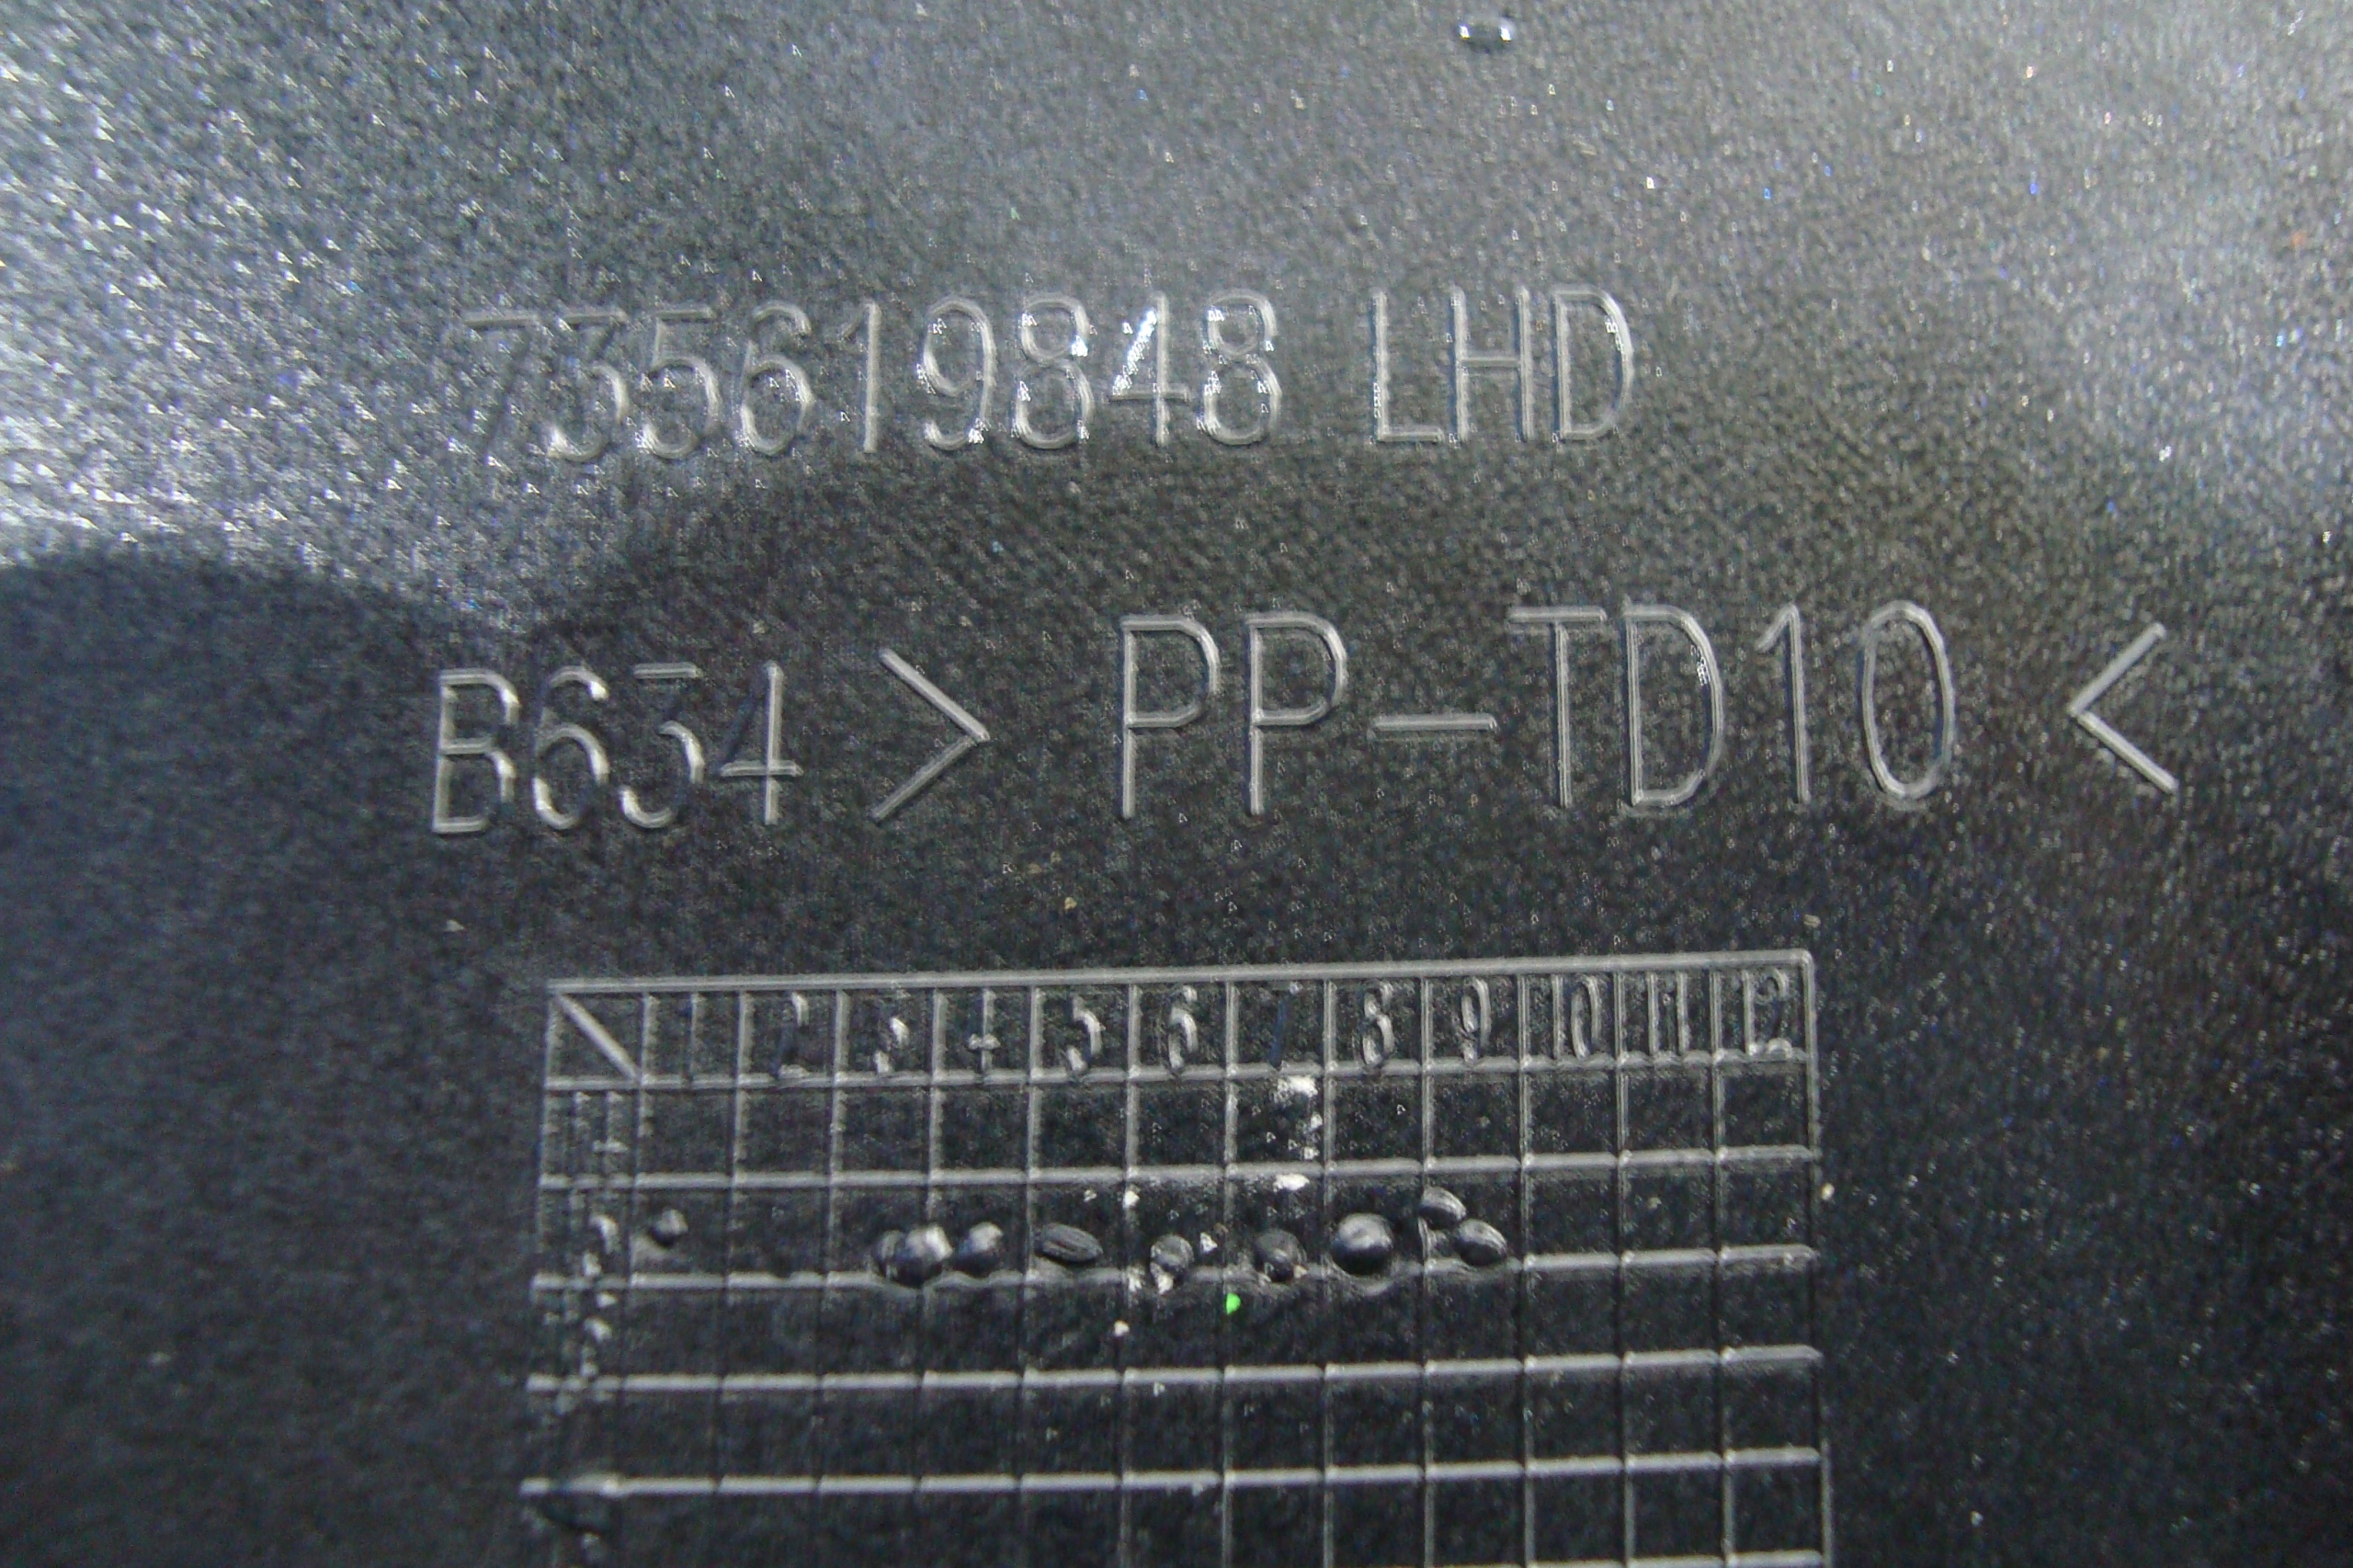 735619848 LHD
B634 > PP-TD10 <
1 2 3 4 5 6 7 8 9 10 11 12